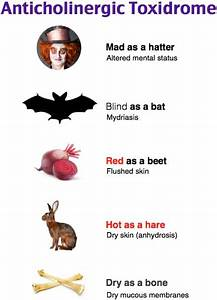 Anticholinergic Toxidrome
Mad as a hatter
Altered mental status
Blind as a bat
Mydriasis
Red as a beet
Flushed skin
Hot as a hare
Dry skin (anhydrosis)
Dry as a bone
Dry mucous membranes